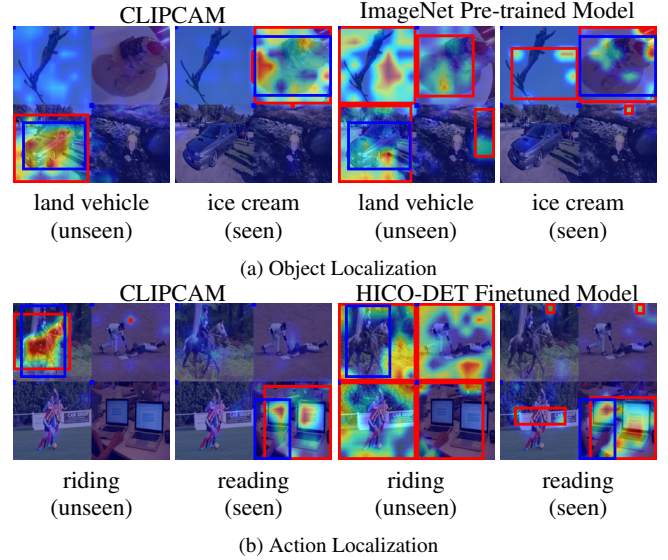 CLIPCAM ImageNet Pre-trained Model
land vehicle ice cream land vehicle ice cream
(unseen) (seen) (unseen) (seen)
(a) Object Localization
CLIPCAM HICO-DET Finetuned Model
riding reading riding reading
(unseen) (seen) (unseen) (seen)
(b) Action Localization